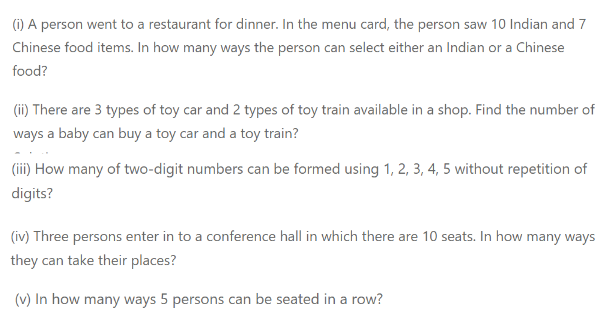 (i) A person went to a restaurant for dinner. In the menu card, the person saw 10 Indian and 7
Chinese food items. In how many ways the person can select either an Indian or a Chinese
food?
(ii) There are 3 types of toy car and 2 types of toy train available in a shop. Find the number of
ways a baby can buy a toy car and a toy train?
(iii) How many of two-digit numbers can be formed using 1, 2, 3, 4, 5 without repetition of
digits?
(iv) Three persons enter in to a conference hall in which there are 10 seats. In how many ways
they can take their places?
(v) In how many ways 5 persons can be seated in a row?